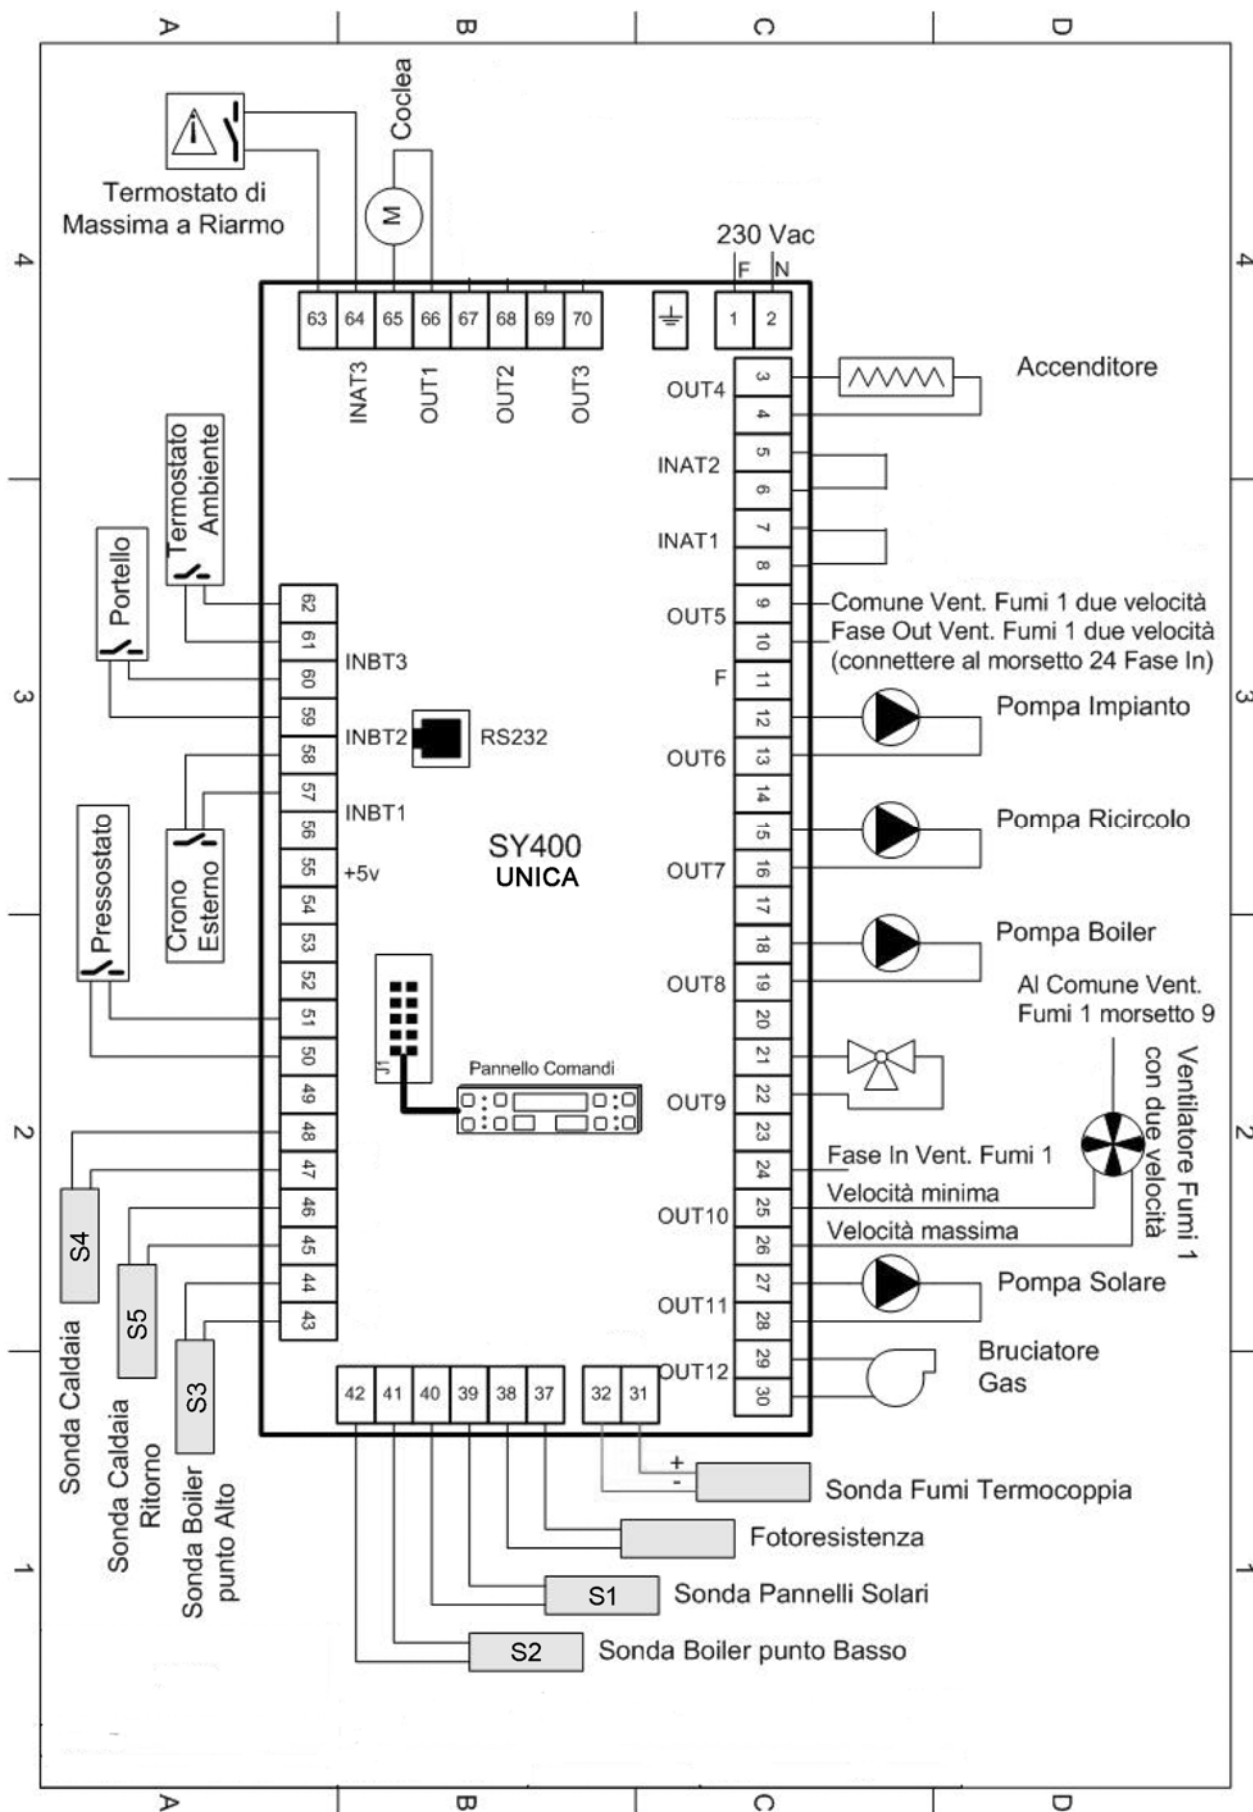 A B C D
Coclea
Termostato di
Massima a Riarmo
M
230 Vac
F N
4 4
63 64 65 66 67 68 69 70
1 2
INAT3 OUT1 OUT2 OUT3
OUT4
3
4
Accenditore
INAT2
5
6
INAT1
7
8
OUT5
9
10
Comune Vent. Fumi 1 due velocità
Fase Out Vent. Fumi 1 due velocità
(connettere al morsetto 24 Fase In)
F
11
12
Pompa Impianto
OUT6
13
14
15
Pompa Ricircolo
OUT7
16
17
18
Pompa Boiler
OUT8
19
20
21
Al Comune Vent.
Fumi 1 morsetto 9
OUT9
22
23
24
Fase In Vent. Fumi 1
25
Velocità minima
OUT10
26
Velocità massima
Ventilatore Fumi 1
con due velocità
27
Pompa Solare
OUT11
28
29
OUT12
30
Bruciatore
Gas
Termostato
Ambiente
Portello
62
61
INBT3
60
59
INBT2
58
57
INBT1
56
55
+5v
54
53
52
51
50
49
48
47
46
45
44
43
3 3
RS232
Crono
Esterno
Pressostato
SY400
UNICA
J1
Pannello Comandi
2 2
S4
Sonda Caldaia
S5
Sonda Caldaia
Ritorno
S3
Sonda Boiler
punto Alto
42 41 40 39 38 37
32 31
+
-
Sonda Fumi Termocoppia
Fotoresistenza
S1
Sonda Pannelli Solari
S2
Sonda Boiler punto Basso
1 1
A B C D